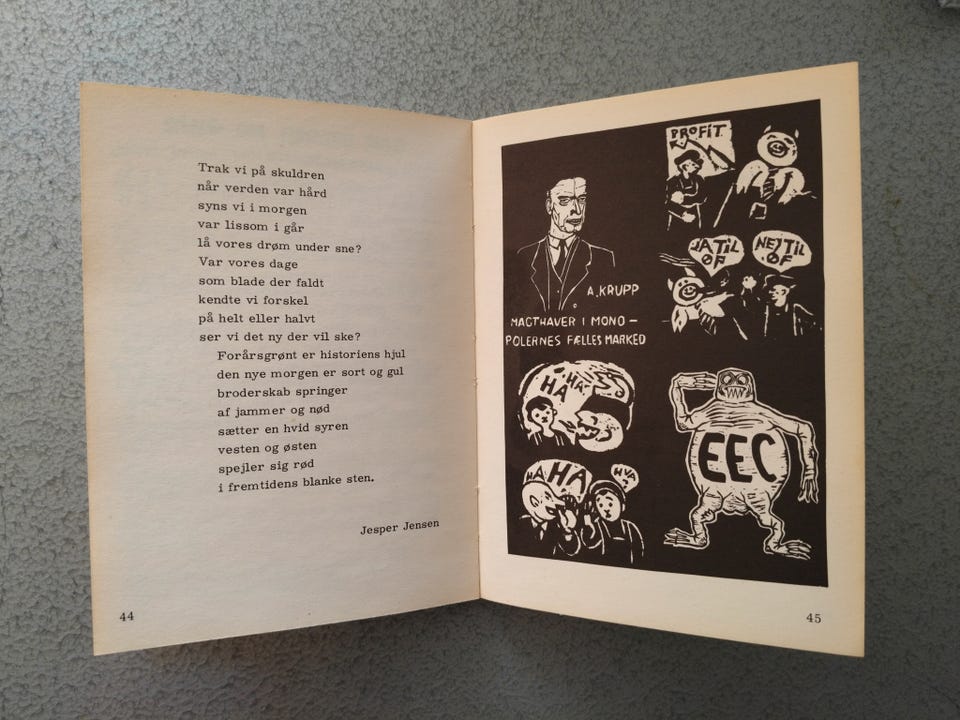 Trak vi på skuldren
når verden var hård
syns vi i morgen
var lissom i går
lå vores drøm under sne?
Var vores dage
som blade der faldt
kendte vi forskel
på helt eller halvt
ser vi det ny der vil ske?
Forårsgrønt er historiens hjul
den nye morgen er sort og gul
broderskab springer
af jammer og nød
sætter en hvid syren
vesten og østen
spejler sig rød
i fremtidens blanke sten.
Jesper Jensen
44
PROFIT
A. KRUPP
MAGTHAVER I MONO-
POLERNES FÆLLES MARKED
JA TIL
ØF
NEJ TIL
ØF
HA HA
HA HA
HVA
?
EEC
45